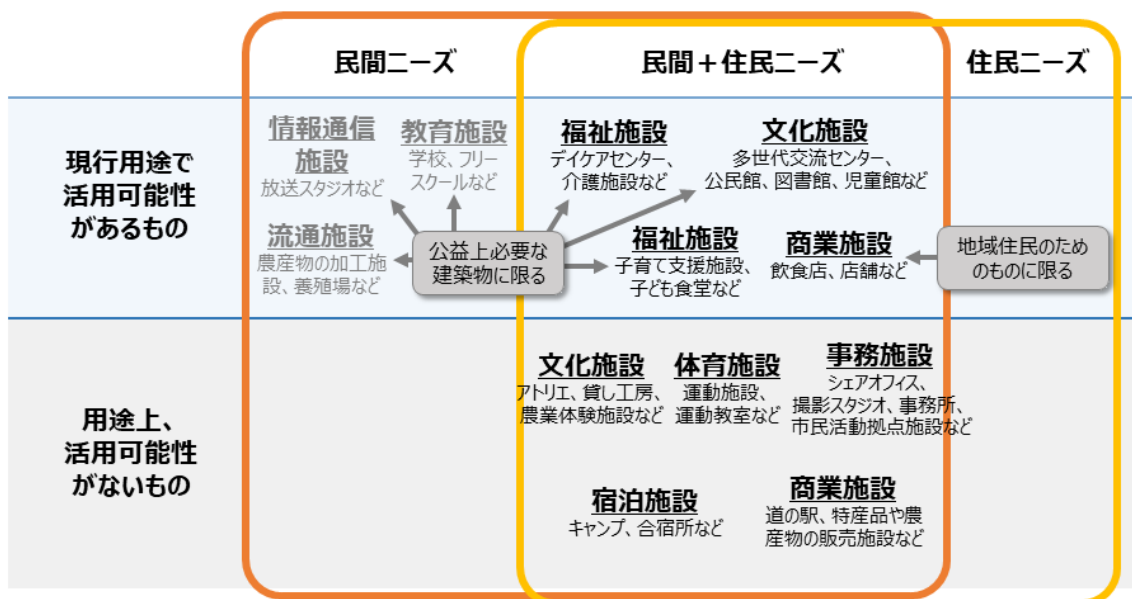 民間ニーズ
民間＋住民ニーズ
住民ニーズ
現行用途で
活用可能性
があるもの
情報通信
施設
放送スタジオなど
教育施設
学校、フリー
スクールなど
流通施設
農産物の加工施
設、養殖場など
公益上必要な
建築物に限る
福祉施設
デイケアセンター、
介護施設など
文化施設
多世代交流センター、
公民館、図書館、児童館など
福祉施設
子育て支援施設、
子ども食堂など
商業施設
飲食店、店舗など
地域住民のため
のものに限る
用途上、
活用可能性
がないもの
文化施設
アトリエ、貸し工房、
農業体験施設など
体育施設
運動施設、
運動教室など
事務施設
シェアオフィス、
撮影スタジオ、事務所、
市民活動拠点施設など
宿泊施設
キャンプ、合宿所など
商業施設
道の駅、特産品や農
産物の販売施設など